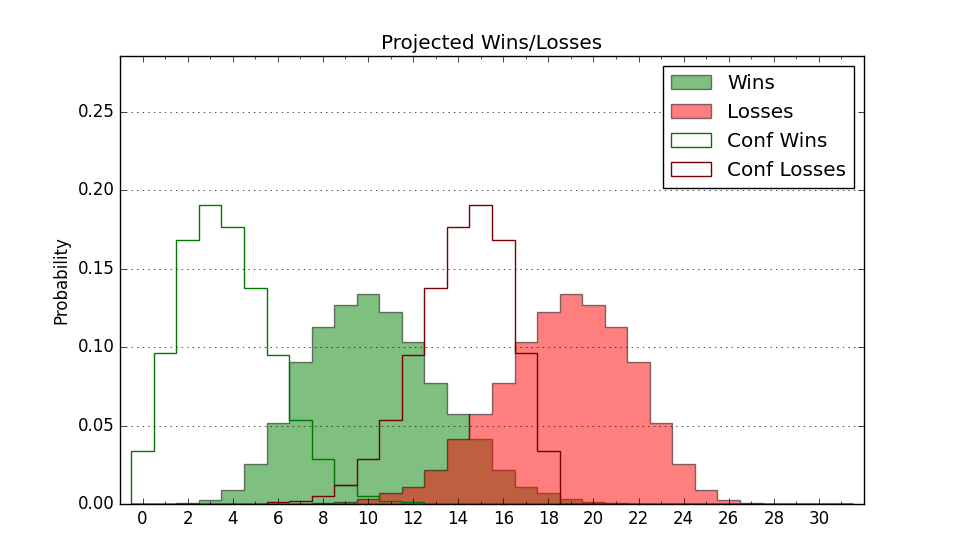 Projected Wins/Losses
Wins
Losses
Conf Wins
Conf Losses
Probability
0.25
0.20
0.15
0.10
0.05
0.00
0 2 4 6 8 10 12 14 16 18 20 22 24 26 28 30